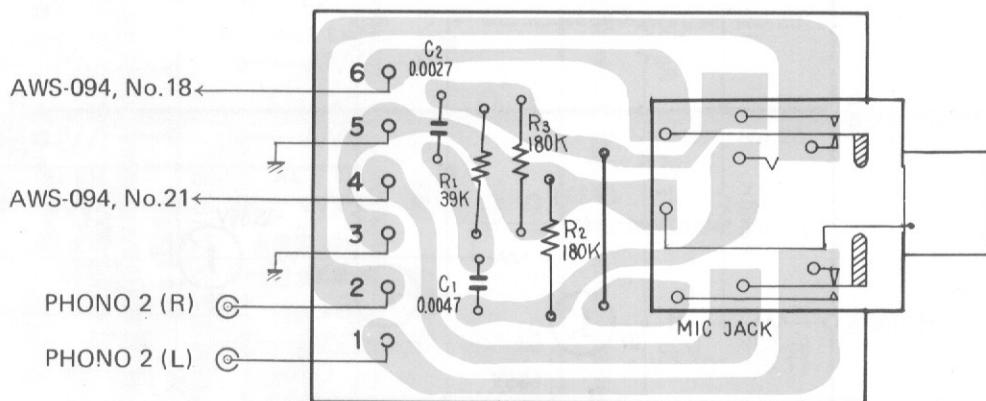 AWS-094, No.18
AWS-094, No.21
PHONO 2 (R)
PHONO 2 (L)
6
5
4
3
2
1
C2
0.0027
R3
180K
R1
39K
R2
180K
C1
0.0047
MIC JACK